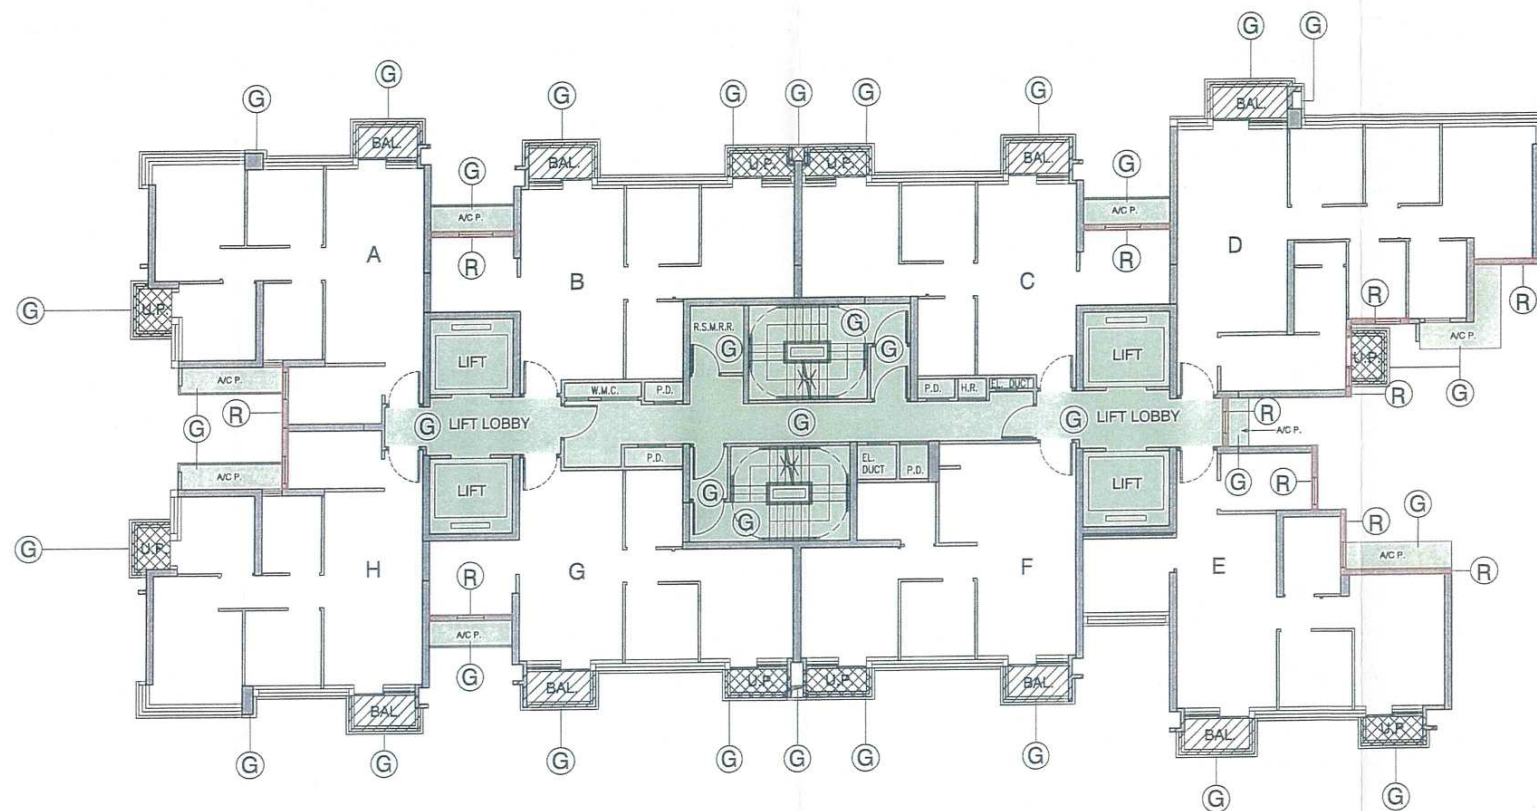 G G
G G G G G G G
BAL.
BAL. BAL. U.P. U.P. BAL.
G G
A/C P. A/C P.
A R B C R D
G U.P. R R
R.S.M.R.R. G G
A/C P.
LIFT G G LIFT U.P.
A/C P. W.M.C. P.D. P.D. H.R. EL. DUCT R G
G R G LIFT LOBBY G G LIFT LOBBY R A/C P.
A/C P. P.D. EL. DUCT P.D. G R
LIFT G LIFT G
G U.P. G R
A/C P.
H R G F E R
A/C P.
G
BAL. BAL. U.P. U.P. BAL. BAL. U.P.
G G G G G G G G G